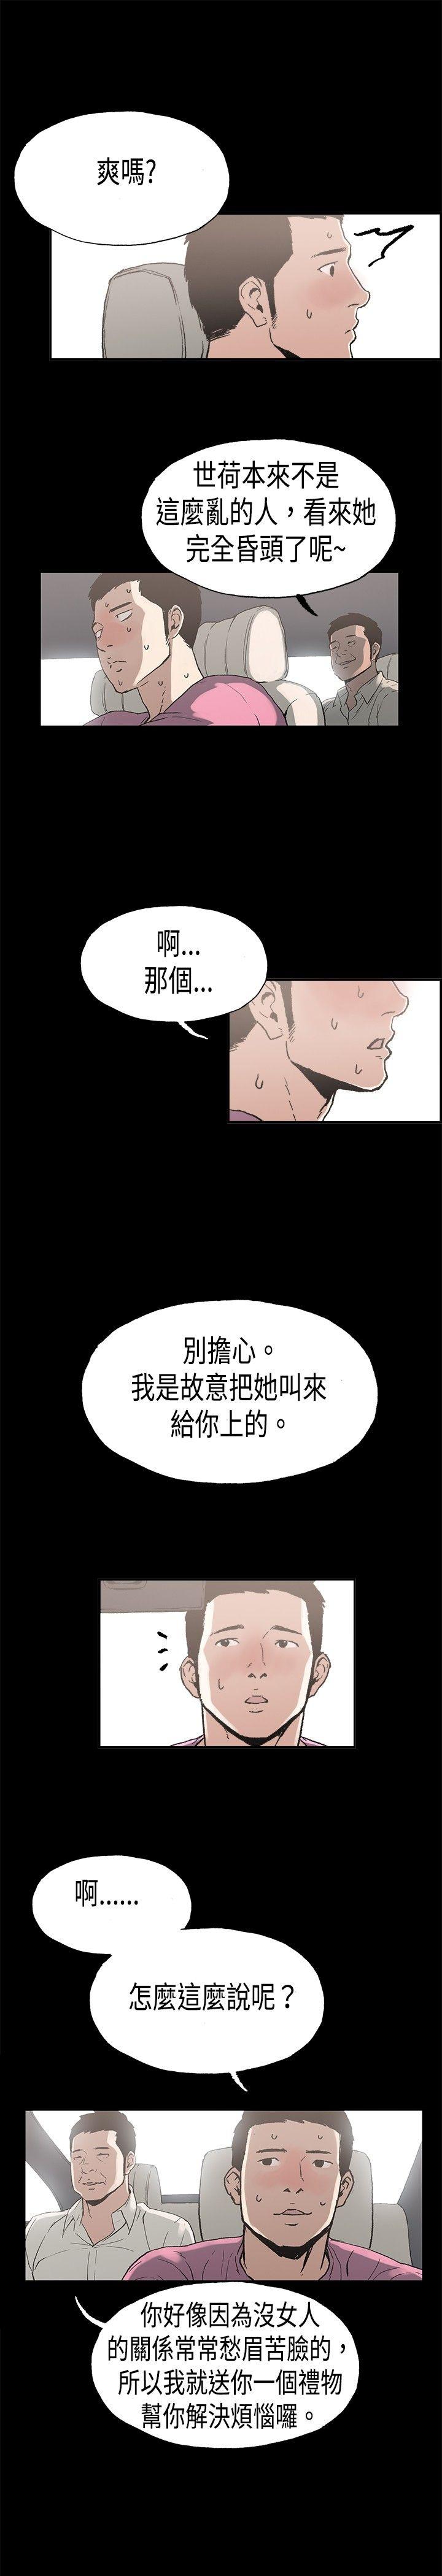 爽嗎?
世荷本來不是
這麼亂的人，看來她
完全昏頭了呢~
啊...
那個...
別擔心。
我是故意把她叫來
給你上的。
啊......
怎麼這麼說呢？
你好像因為沒女人
的關係常常愁眉苦臉的，
所以我就送你一個禮物
幫你解決煩惱囉。